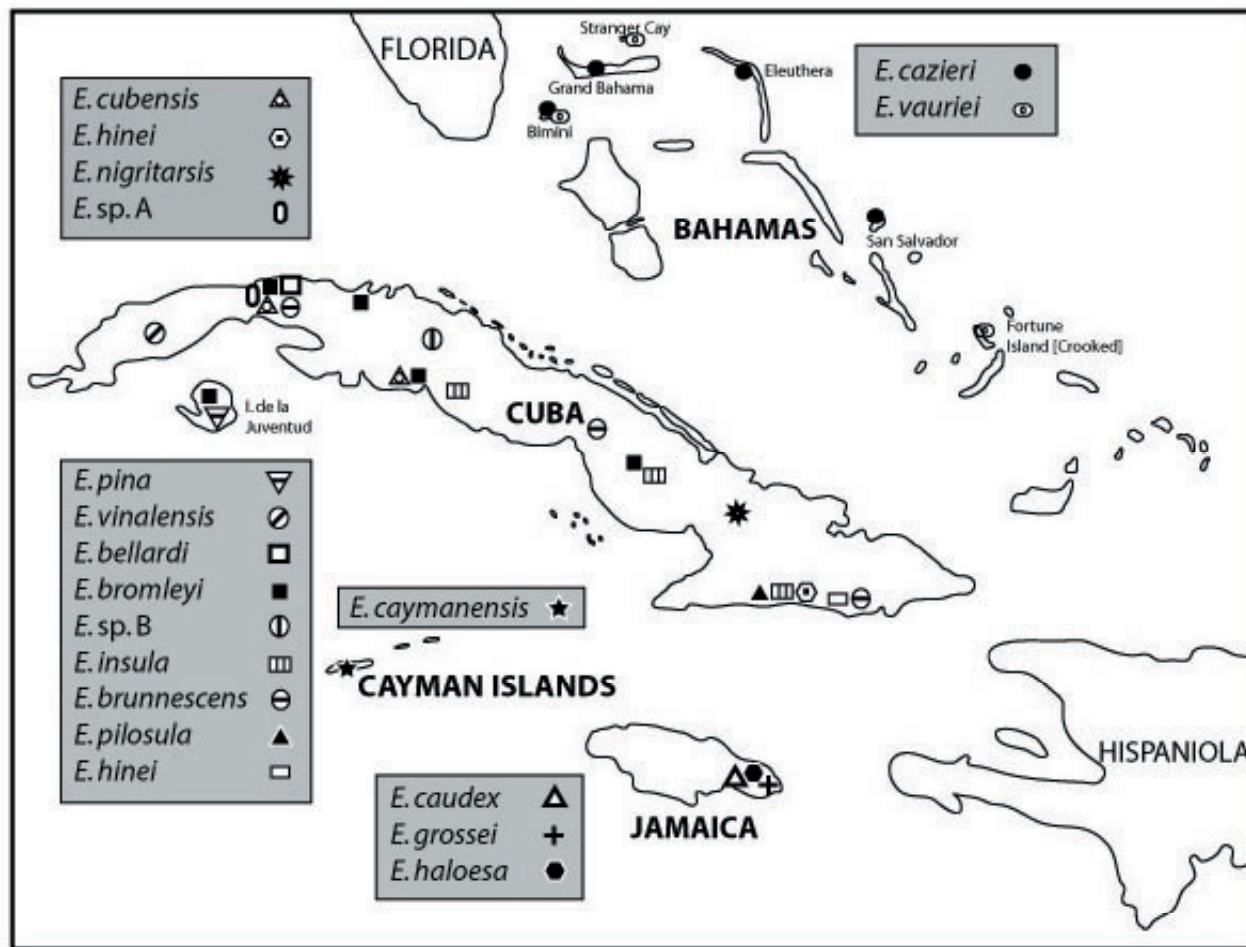 FLORIDA
Stranger Cay
Grand Bahama
Eleuthera
Bimini
E. cazieri
E. vauriei
E. cubensis
E. hinei
E. nigritarsis
E. sp. A
BAHAMAS
San Salvador
Fortune
Island [Crooked]
I. de la
Juventud
CUBA
E. pina
E. vinalensis
E. bellardi
E. bromleyi
E. sp. B
E. insula
E. brunnescens
E. pilosula
E. hinei
E. caymanensis
CAYMAN ISLANDS
HISPANIOLA
E. caudex
E. grossei
E. haloesa
JAMAICA